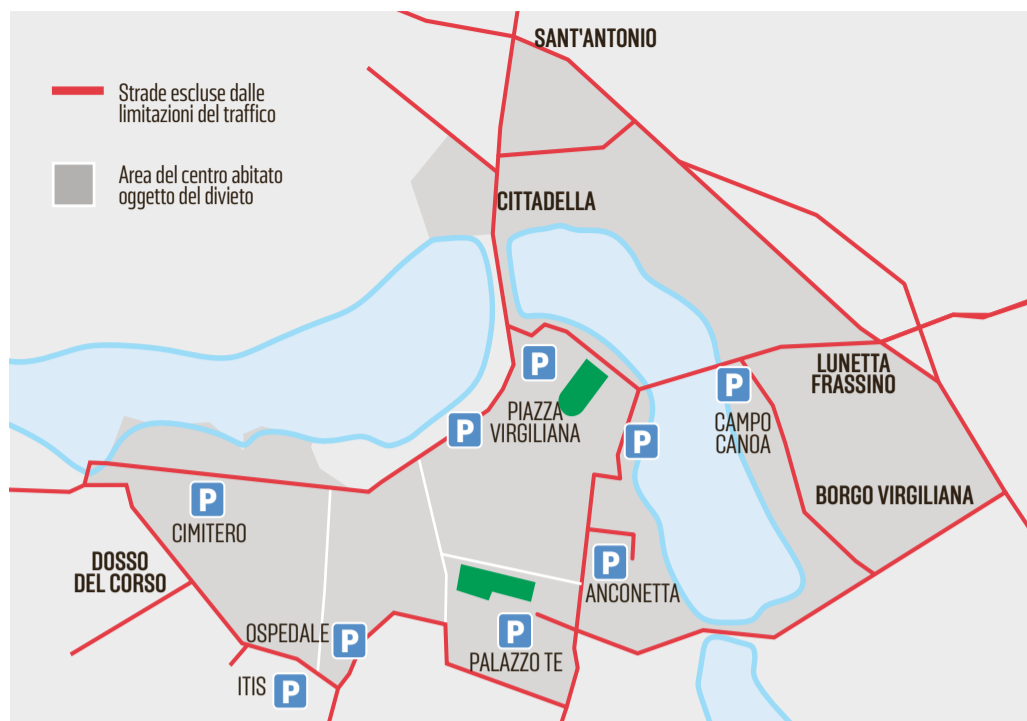 SANT'ANTONIO
Strade escluse dalle
limitazioni del traffico
Area del centro abitato
oggetto del divieto
CITTADELLA
P
PIAZZA
VIRGILIANA
P
P
P
CAMPO
CANOA
LUNETTA
FRASSINO
BORGO VIRGILIANA
P
CIMITERO
DOSSO
DEL CORSO
P
ANCONETTA
OSPEDALE
P
P
PALAZZO TE
ITIS
P